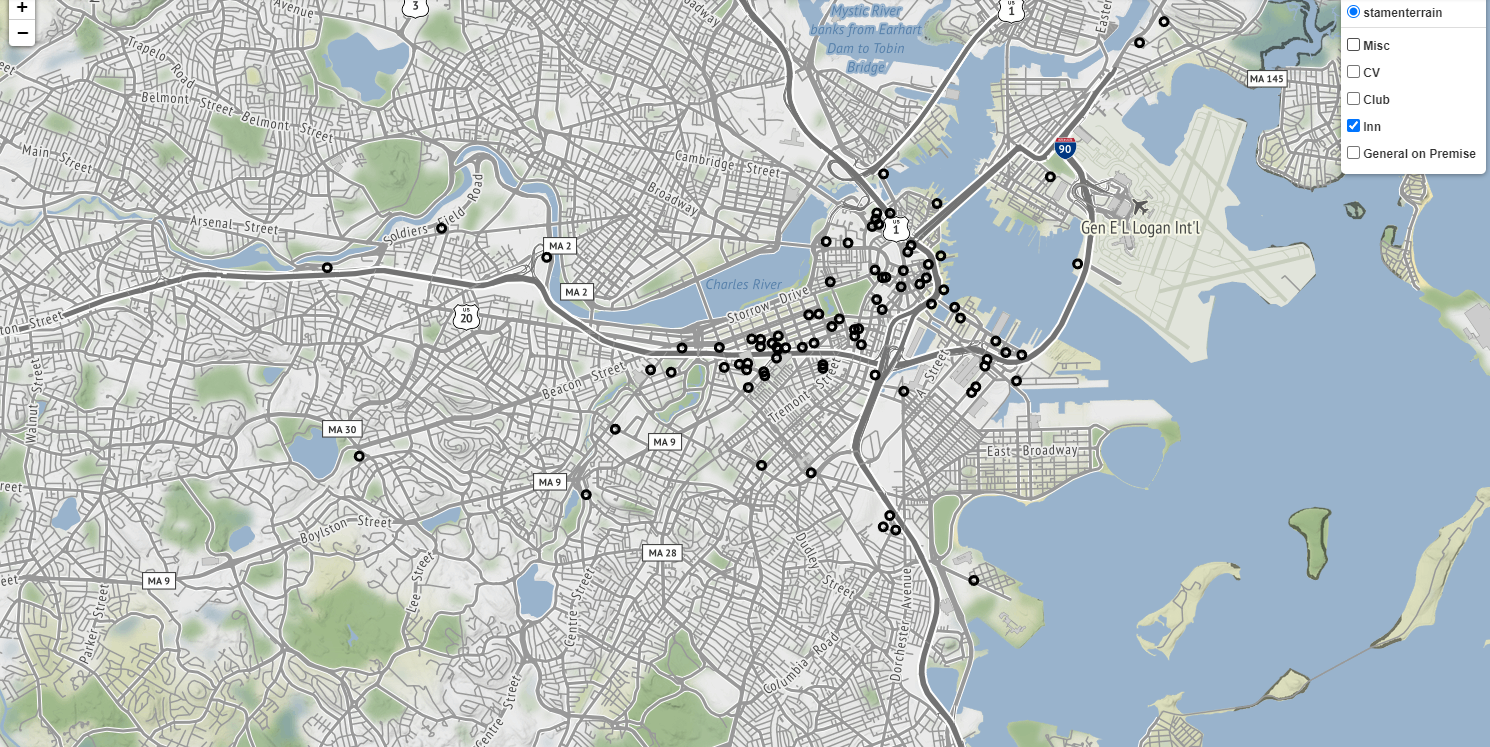 +
−
3
Avenue
Broadway
Mystic River
banks from Earhart
Dam to Tobin
Bridge
US
1
stamenterrain
Misc
CV
Club
Inn
General on Premise
Trapelo Road
MA 145
Belmont Street
Belmont Street
Main Street
Cambridge Street
Broadway
90
Arsenal Street
Soldiers Field Road
US
1
Gen E L Logan Int'l
MA 2
Charles River
MA 2
Storrow Drive
US
20
Beacon Street
Tremont Street
A Street
Walnut Street
MA 30
MA 9
East Broadway
MA 9
Boylston Street
MA 28
Dudley Street
MA 9
Lee Street
Centre Street
Parker Street
Dorchester Avenue
Columbia Road
Centre Street